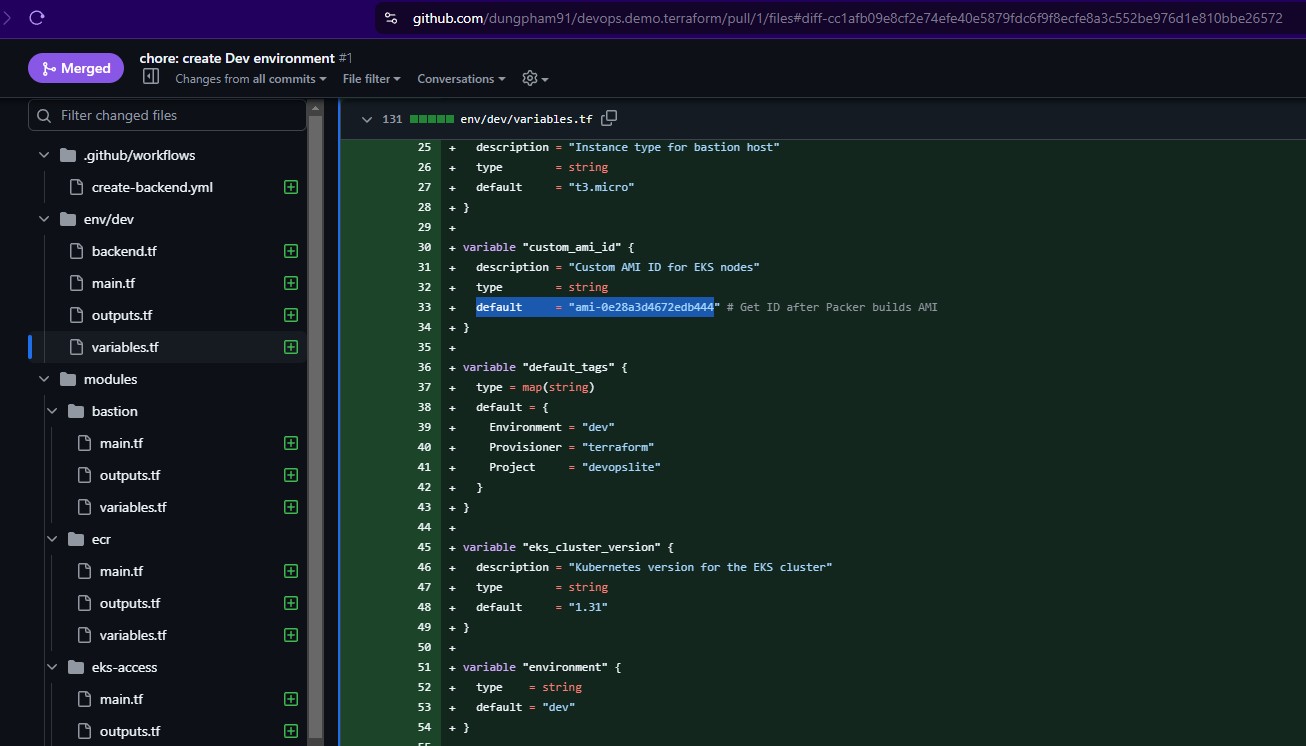 github.com/dungpham91/devops.demo.terraform/pull/1/files#diff-cc1afb09e8cf2e74efe40e5879fdc6f9f8ecfe8a3c552be976d1e810bbe26572
Merged
chore: create Dev environment #1
Changes from all commits
File filter
Conversations
Filter changed files
.github/workflows
create-backend.yml
env/dev
backend.tf
main.tf
outputs.tf
variables.tf
modules
bastion
main.tf
outputs.tf
variables.tf
ecr
main.tf
outputs.tf
variables.tf
eks-access
main.tf
outputs.tf
131 env/dev/variables.tf
25 + description = "Instance type for bastion host"
26 + type = string
27 + default = "t3.micro"
28 + }
29 +
30 + variable "custom_ami_id" {
31 + description = "Custom AMI ID for EKS nodes"
32 + type = string
33 + default = "ami-0e28a3d4672edb444" # Get ID after Packer builds AMI
34 + }
35 +
36 + variable "default_tags" {
37 + type = map(string)
38 + default = {
39 + Environment = "dev"
40 + Provisioner = "terraform"
41 + Project = "devopslite"
42 + }
43 + }
44 +
45 + variable "eks_cluster_version" {
46 + description = "Kubernetes version for the EKS cluster"
47 + type = string
48 + default = "1.31"
49 + }
50 +
51 + variable "environment" {
52 + type = string
53 + default = "dev"
54 + }